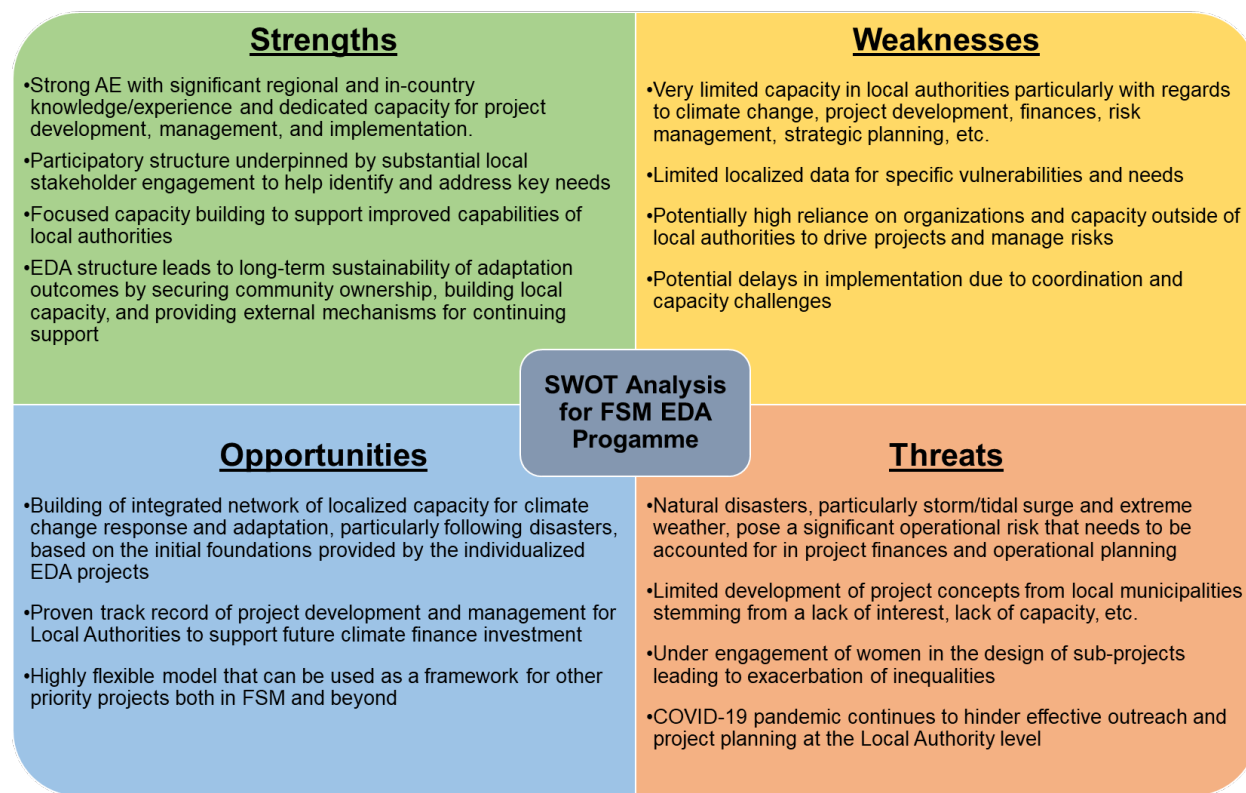 Strengths
•Strong AE with significant regional and in-country
knowledge/experience and dedicated capacity for project
development, management, and implementation.
•Participatory structure underpinned by substantial local
stakeholder engagement to help identify and address key needs
•Focused capacity building to support improved capabilities of
local authorities
•EDA structure leads to long-term sustainability of adaptation
outcomes by securing community ownership, building local
capacity, and providing external mechanisms for continuing
support
Weaknesses
•Very limited capacity in local authorities particularly with regards
to climate change, project development, finances, risk
management, strategic planning, etc.
•Limited localized data for specific vulnerabilities and needs
•Potentially high reliance on organizations and capacity outside of
local authorities to drive projects and manage risks
•Potential delays in implementation due to coordination and
capacity challenges
SWOT Analysis
for FSM EDA
Progamme
Opportunities
•Building of integrated network of localized capacity for climate
change response and adaptation, particularly following disasters,
based on the initial foundations provided by the individualized
EDA projects
•Proven track record of project development and management for
Local Authorities to support future climate finance investment
•Highly flexible model that can be used as a framework for other
priority projects both in FSM and beyond
Threats
•Natural disasters, particularly storm/tidal surge and extreme
weather, pose a significant operational risk that needs to be
accounted for in project finances and operational planning
•Limited development of project concepts from local municipalities
stemming from a lack of interest, lack of capacity, etc.
•Under engagement of women in the design of sub-projects
leading to exacerbation of inequalities
•COVID-19 pandemic continues to hinder effective outreach and
project planning at the Local Authority level